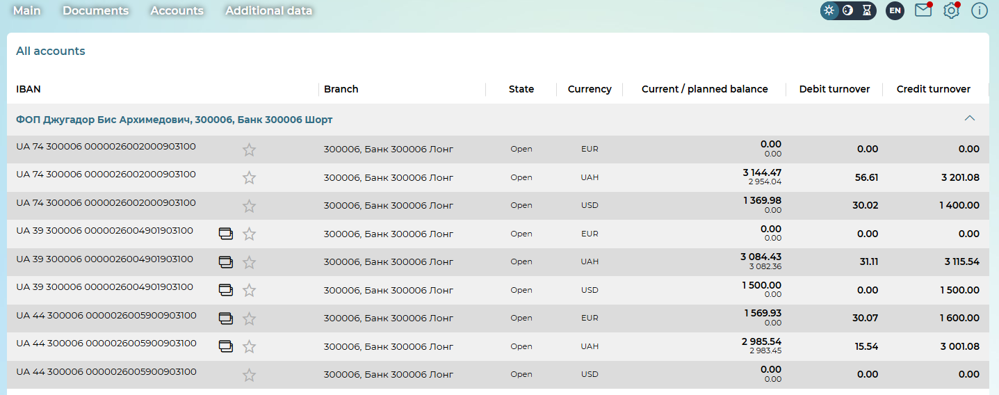 Main Documents Accounts Additional data EN
All accounts
IBAN Branch State Currency Current / planned balance Debit turnover Credit turnover
ФОП Джугадор Бис Архимедович, 300006, Банк 300006 Шорт
UA 74 300006 0000026002000903100 300006, Банк 300006 Лонг Open EUR 0.00 0.00 0.00
0.00
UA 74 300006 0000026002000903100 300006, Банк 300006 Лонг Open UAH 3 144.47 56.61 3 201.08
2 954.04
UA 74 300006 0000026002000903100 300006, Банк 300006 Лонг Open USD 1 369.98 30.02 1 400.00
0.00
UA 39 300006 0000026004901903100 300006, Банк 300006 Лонг Open EUR 0.00 0.00 0.00
0.00
UA 39 300006 0000026004901903100 300006, Банк 300006 Лонг Open UAH 3 084.43 31.11 3 115.54
3 082.36
UA 39 300006 0000026004901903100 300006, Банк 300006 Лонг Open USD 1 500.00 0.00 1 500.00
0.00
UA 44 300006 0000026005900903100 300006, Банк 300006 Лонг Open EUR 1 569.93 30.07 1 600.00
0.00
UA 44 300006 0000026005900903100 300006, Банк 300006 Лонг Open UAH 2 985.54 15.54 3 001.08
2 983.45
UA 44 300006 0000026005900903100 300006, Банк 300006 Лонг Open USD 0.00 0.00 0.00
0.00